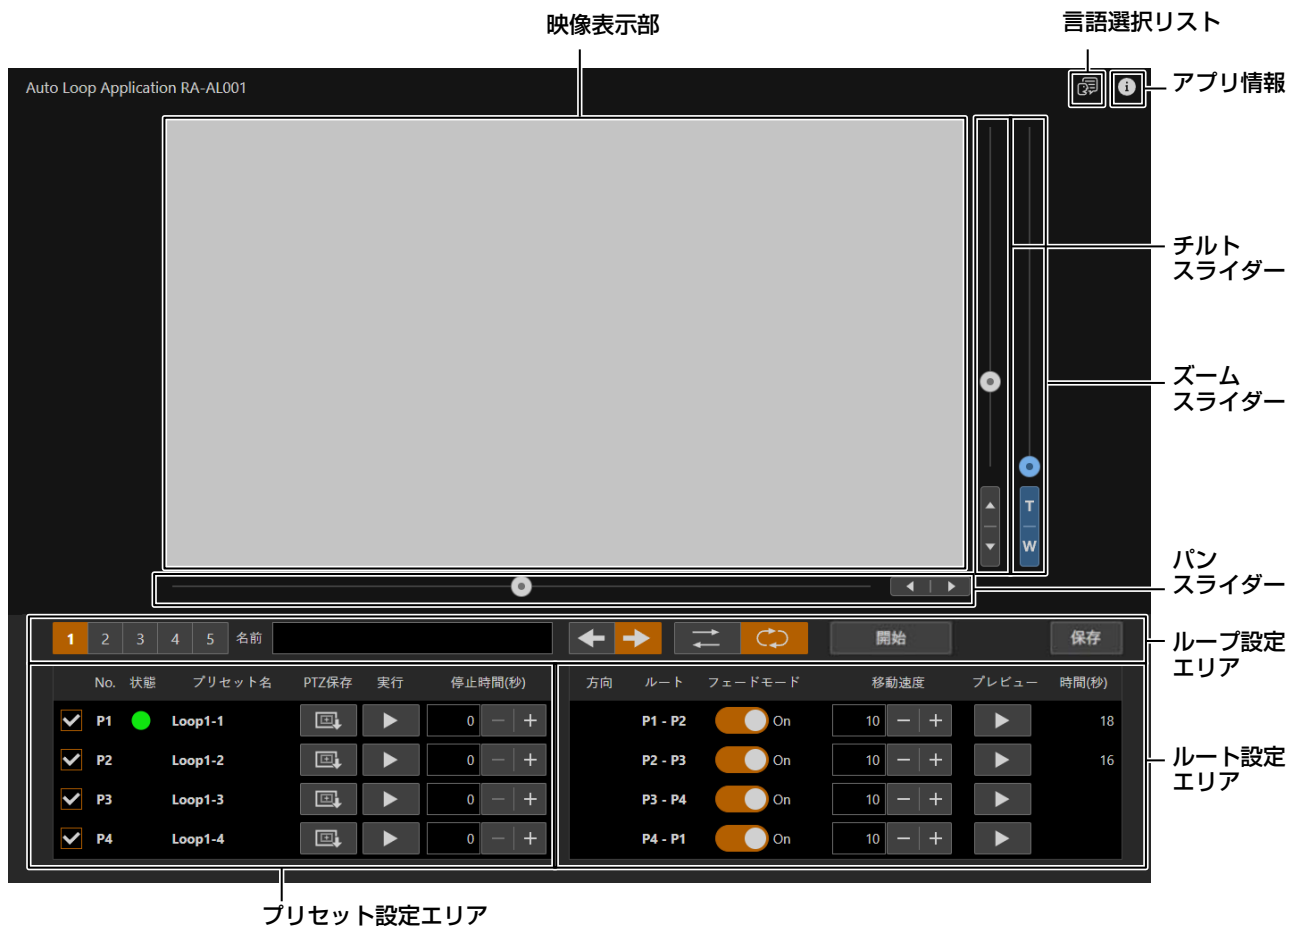 映像表示部
言語選択リスト
Auto Loop Application RA-AL001
アプリ情報
チルト
スライダー
ズーム
スライダー
T
W
パン
スライダー
1 2 3 4 5 名前 開始 保存
ループ設定
エリア
No. 状態 プリセット名 PTZ保存 実行 停止時間(秒) 方向 ルート フェードモード 移動速度 プレビュー 時間(秒)
P1 Loop1-1 0 P1 - P2 On 10 18
P2 Loop1-2 0 P2 - P3 On 10 16
ルート設定
エリア
P3 Loop1-3 0 P3 - P4 On 10
P4 Loop1-4 0 P4 - P1 On 10
プリセット設定エリア